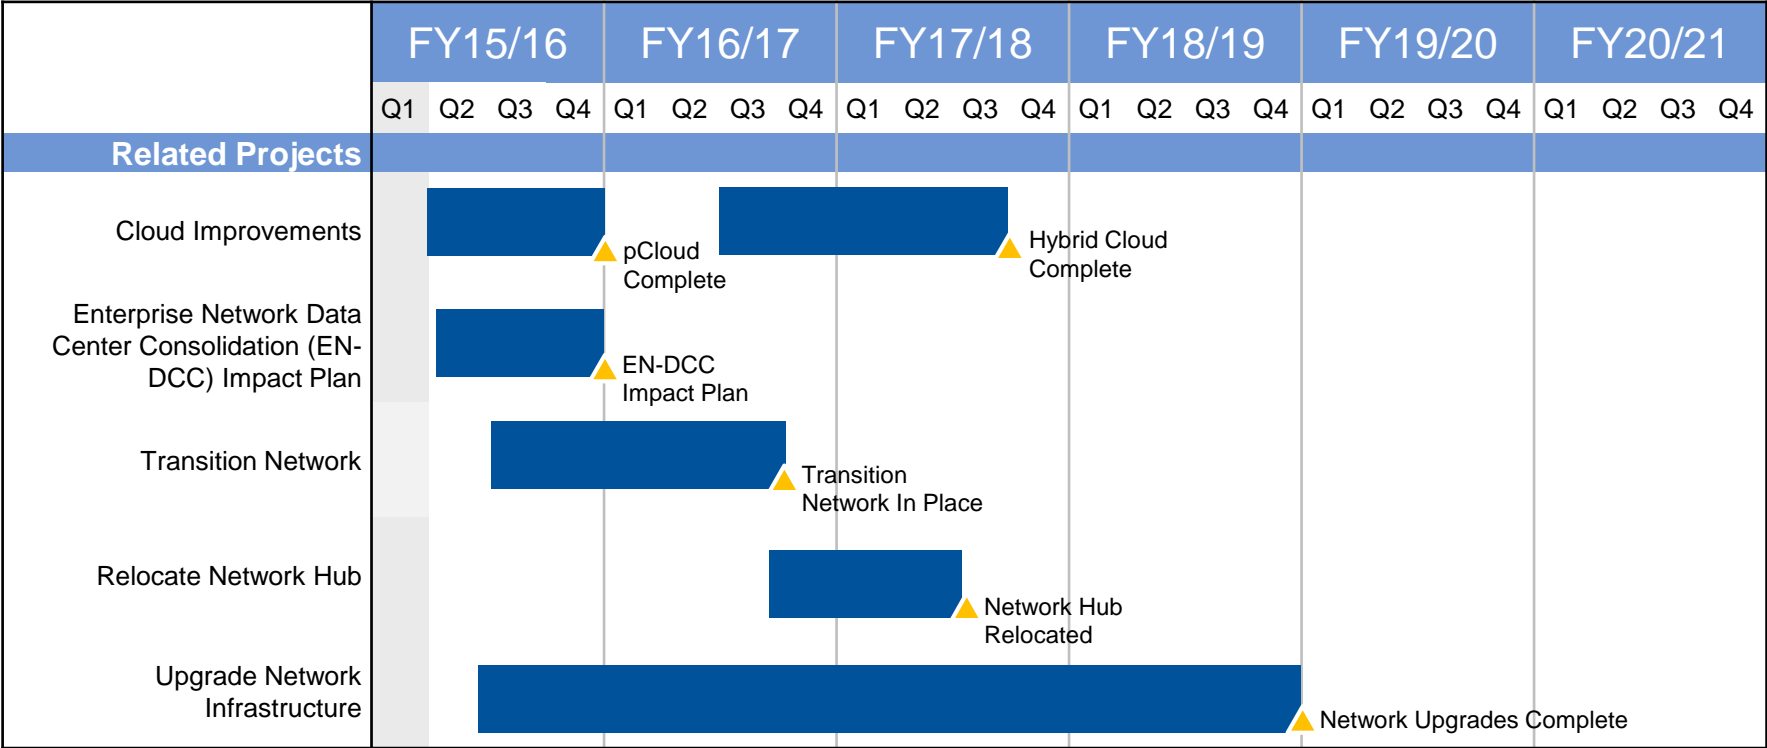 FY15/16 FY16/17 FY17/18 FY18/19 FY19/20 FY20/21
Q1 Q2 Q3 Q4 Q1 Q2 Q3 Q4 Q1 Q2 Q3 Q4 Q1 Q2 Q3 Q4 Q1 Q2 Q3 Q4 Q1 Q2 Q3 Q4
Related Projects
Cloud Improvements
pCloud
Complete
Hybrid Cloud
Complete
Enterprise Network Data
Center Consolidation (EN-
DCC) Impact Plan
EN-DCC
Impact Plan
Transition Network
Transition
Network In Place
Relocate Network Hub
Network Hub
Relocated
Upgrade Network
Infrastructure
Network Upgrades Complete